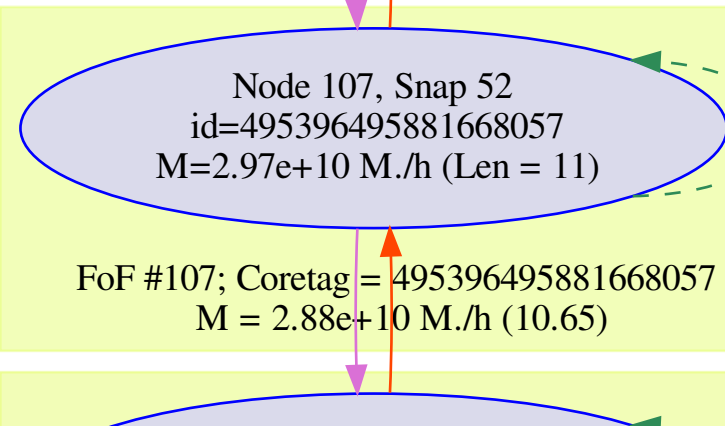 Node 107, Snap 52
id=495396495881668057
M=2.97e+10 M./h (Len = 11)
FoF #107; Coretag = 495396495881668057
M = 2.88e+10 M./h (10.65)